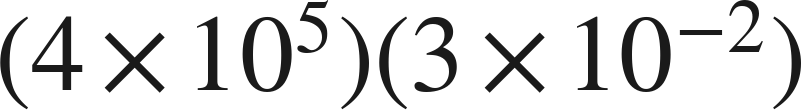 (4 × 10⁵)(3 × 10⁻²)